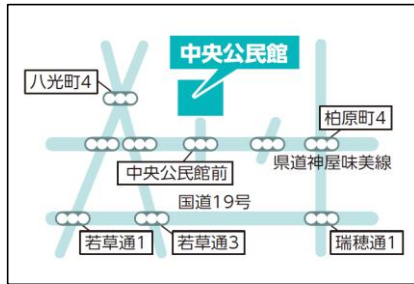 中央公民館
八光町4
柏原町4
中央公民館前
県道神屋味美線
国道19号
若草通1
若草通3
瑞穂通1